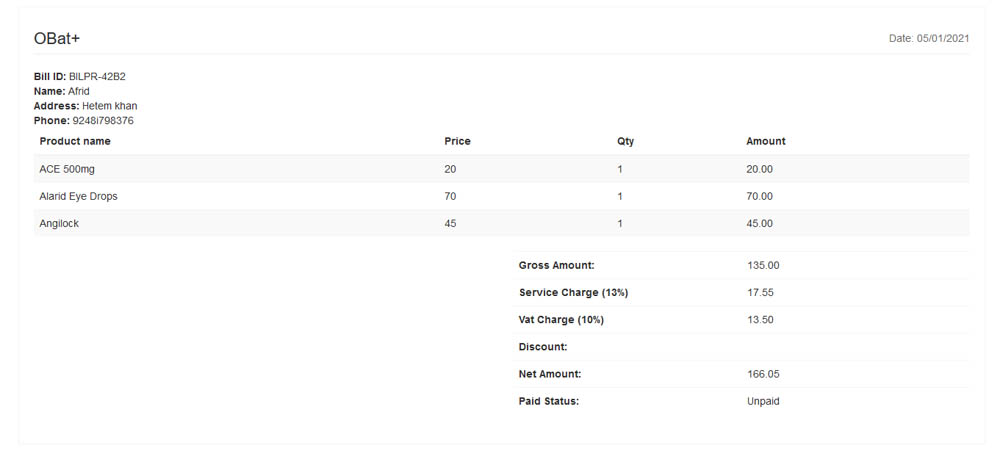 OBat+
Date: 05/01/2021
Bill ID: BILPR-42B2
Name: Afrid
Address: Hetem khan
Phone: 9248i798376
Product name Price Qty Amount
ACE 500mg 20 1 20.00
Alarid Eye Drops 70 1 70.00
Angilock 45 1 45.00
Gross Amount: 135.00
Service Charge (13%) 17.55
Vat Charge (10%) 13.50
Discount:
Net Amount: 166.05
Paid Status: Unpaid